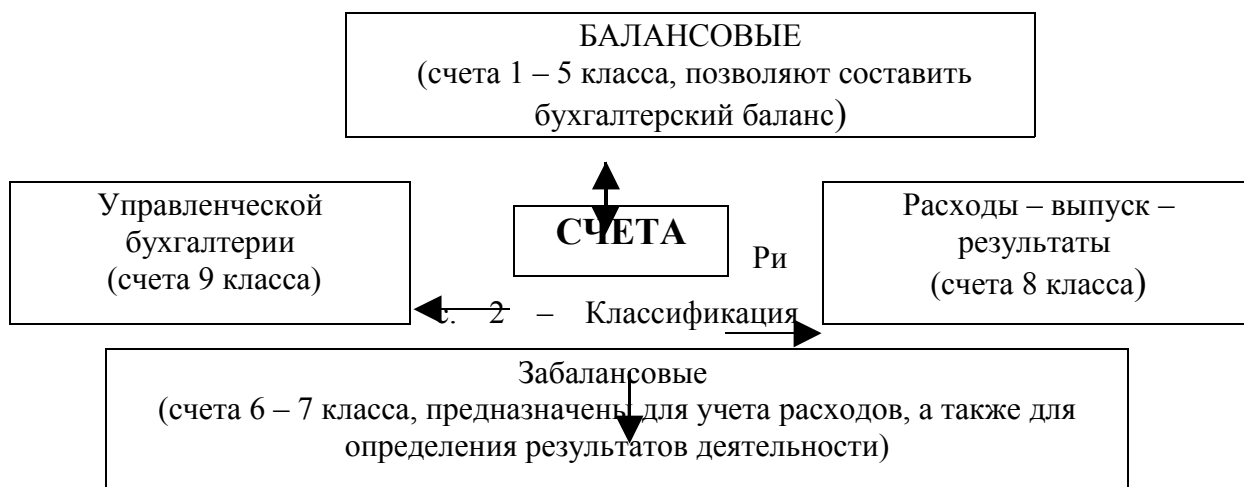 БАЛАНСОВЫЕ
(счета 1 – 5 класса, позволяют составить
бухгалтерский баланс)
Управленческой
бухгалтерии
(счета 9 класса)
СЧЕТА
Расходы – выпуск –
результаты
(счета 8 класса)
Ри
с. 2 – Классификация
Забалансовые
(счета 6 – 7 класса, предназначены для учета расходов, а также для
определения результатов деятельности)